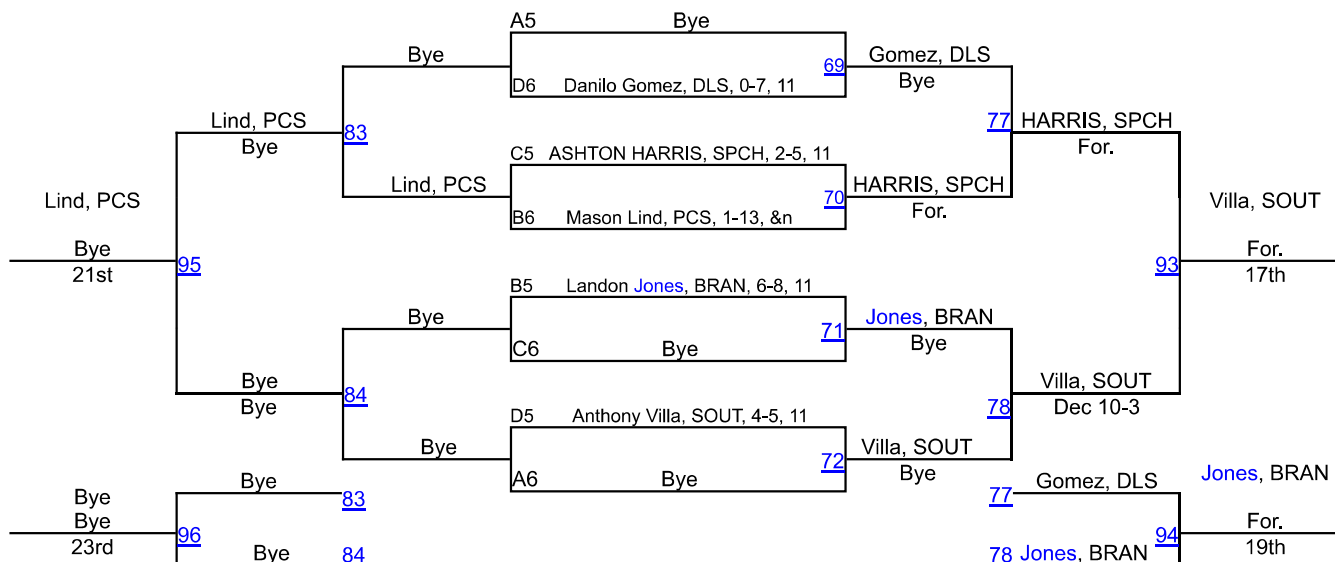 A5 Bye
Bye 69 Gomez, DLS
Bye
D6 Danilo Gomez, DLS, 0-7, 11
Lind, PCS 83 77 HARRIS, SPCH
Bye For.
C5 ASHTON HARRIS, SPCH, 2-5, 11
Lind, PCS 70 HARRIS, SPCH
For.
B6 Mason Lind, PCS, 1-13, &n
Lind, PCS Villa, SOUT
Bye For.
21st 95 93 17th
B5 Landon Jones, BRAN, 6-8, 11
Bye 71 Jones, BRAN
Bye
C6 Bye
Bye 84 Villa, SOUT
Bye 78 Dec 10-3
D5 Anthony Villa, SOUT, 4-5, 11
Bye 72 Villa, SOUT
Bye
A6 Bye
Bye Bye 83 77 Gomez, DLS Jones, BRAN
Bye 96 94 For.
23rd 19th
Bye 84 78 Jones, BRAN